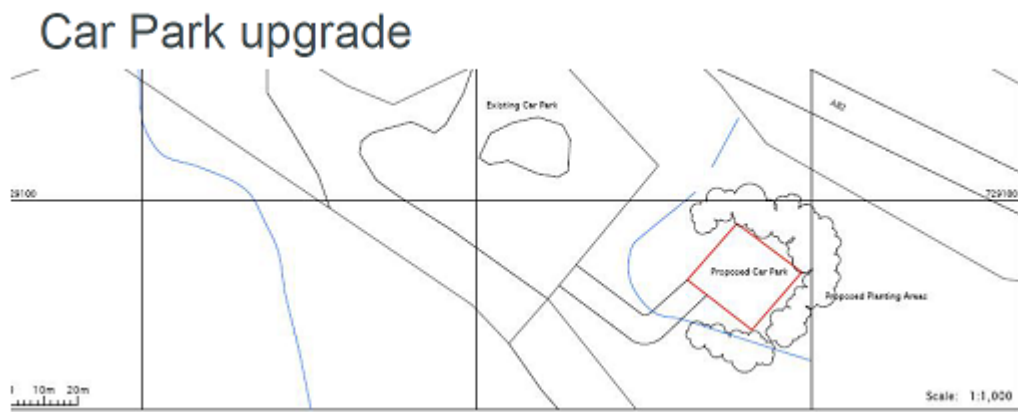 Car Park upgrade
Existing Car Park
A82
29100
729100
Proposed Car Park
Proposed Planting Areas
10m 20m
Scale: 1:1,000